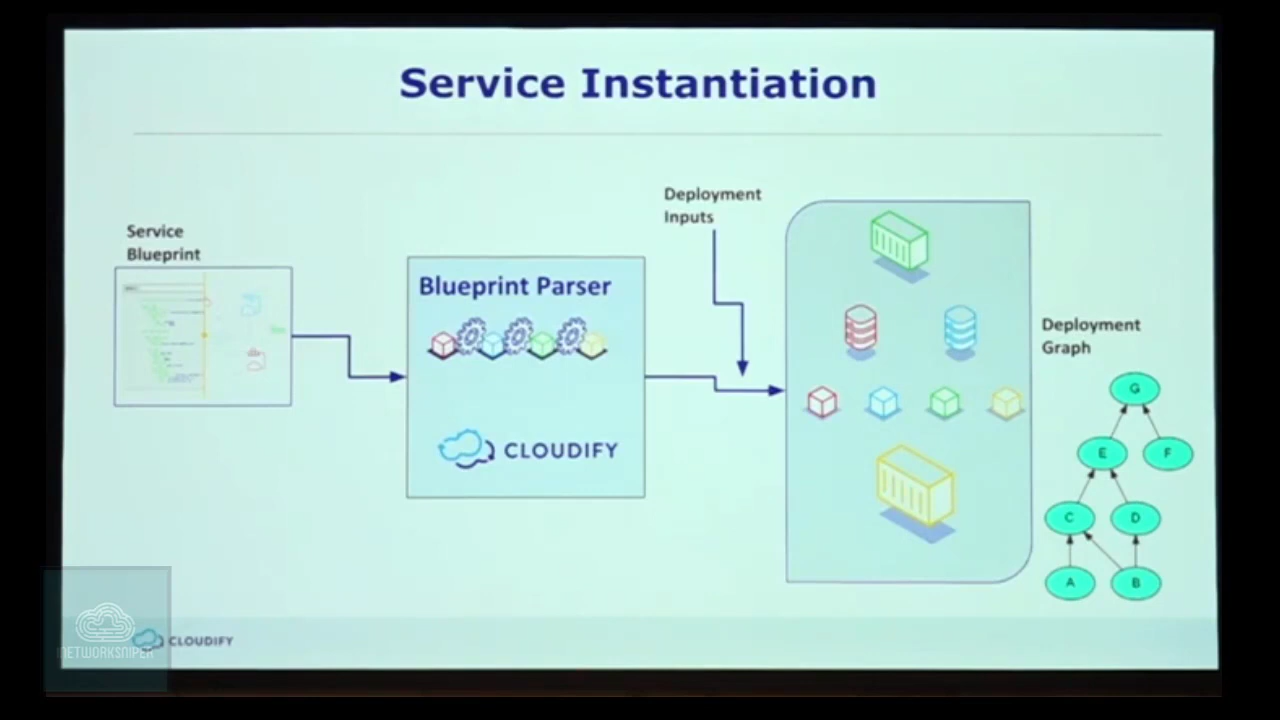 Service Instantiation
Deployment
Inputs
Service
Blueprint
Blueprint Parser
CLOUDIFY
Deployment
Graph
G
E
F
C
D
A
B
CLOUDIFY
NETWORKSNIPER